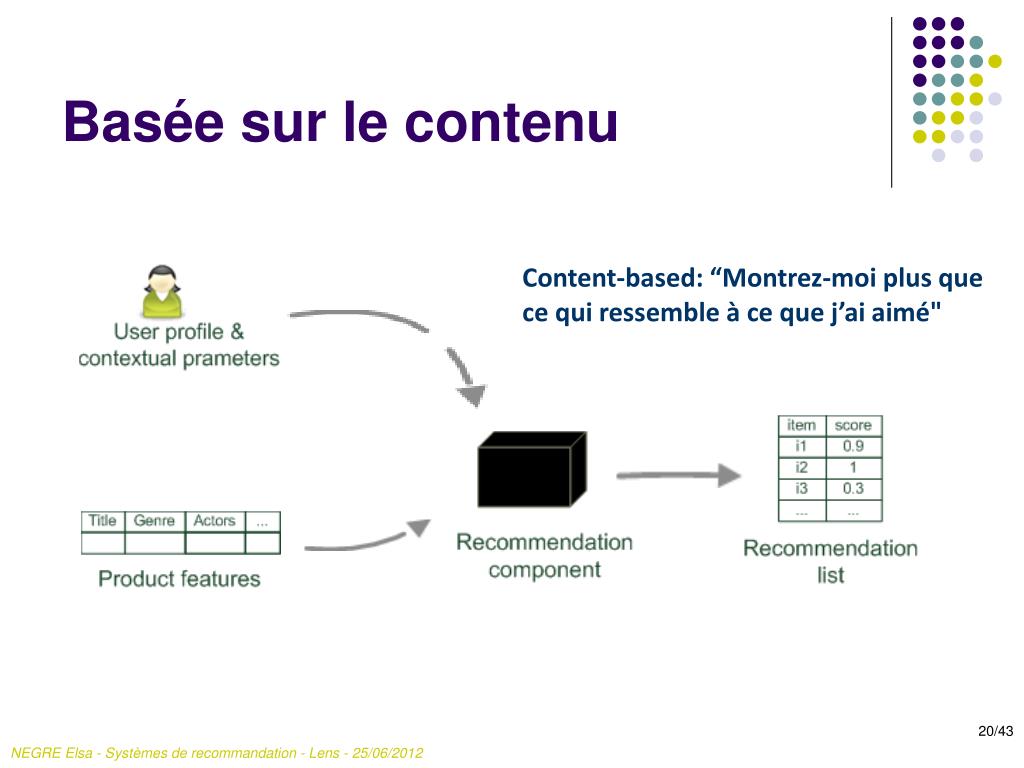 Basée sur le contenu
Content-based: “Montrez-moi plus que
ce qui ressemble à ce que j’ai aimé"
User profile &
contextual prameters
item score
i1 0.9
i2 1
i3 0.3
... ...
Title Genre Actors ...
Product features
Recommendation
component
Recommendation
list
20/43
NEGRE Elsa - Systèmes de recommandation - Lens - 25/06/2012